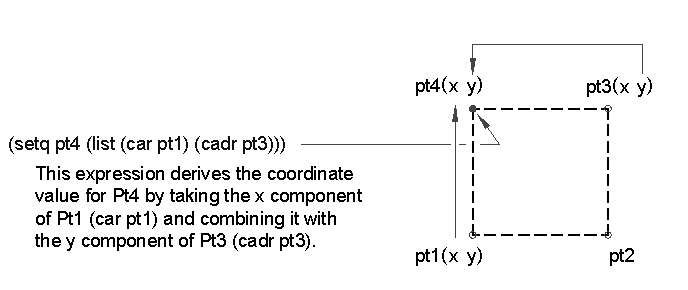 pt4(x y)
pt3(x y)
(setq pt4 (list (car pt1) (cadr pt3)))
This expression derives the coordinate
value for Pt4 by taking the x component
of Pt1 (car pt1) and combining it with
the y component of Pt3 (cadr pt3).
pt1(x y)
pt2